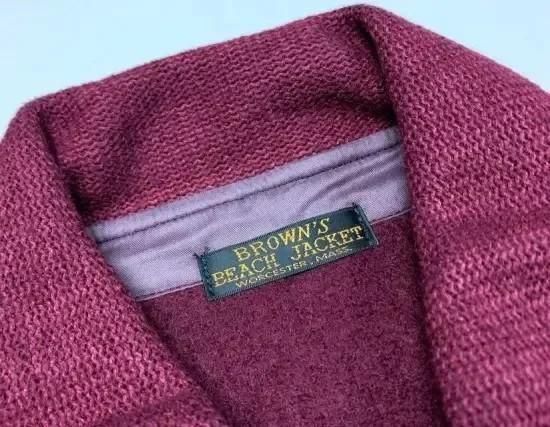 BROWN'S
BEACH JACKET
WORCESTER, MASS.